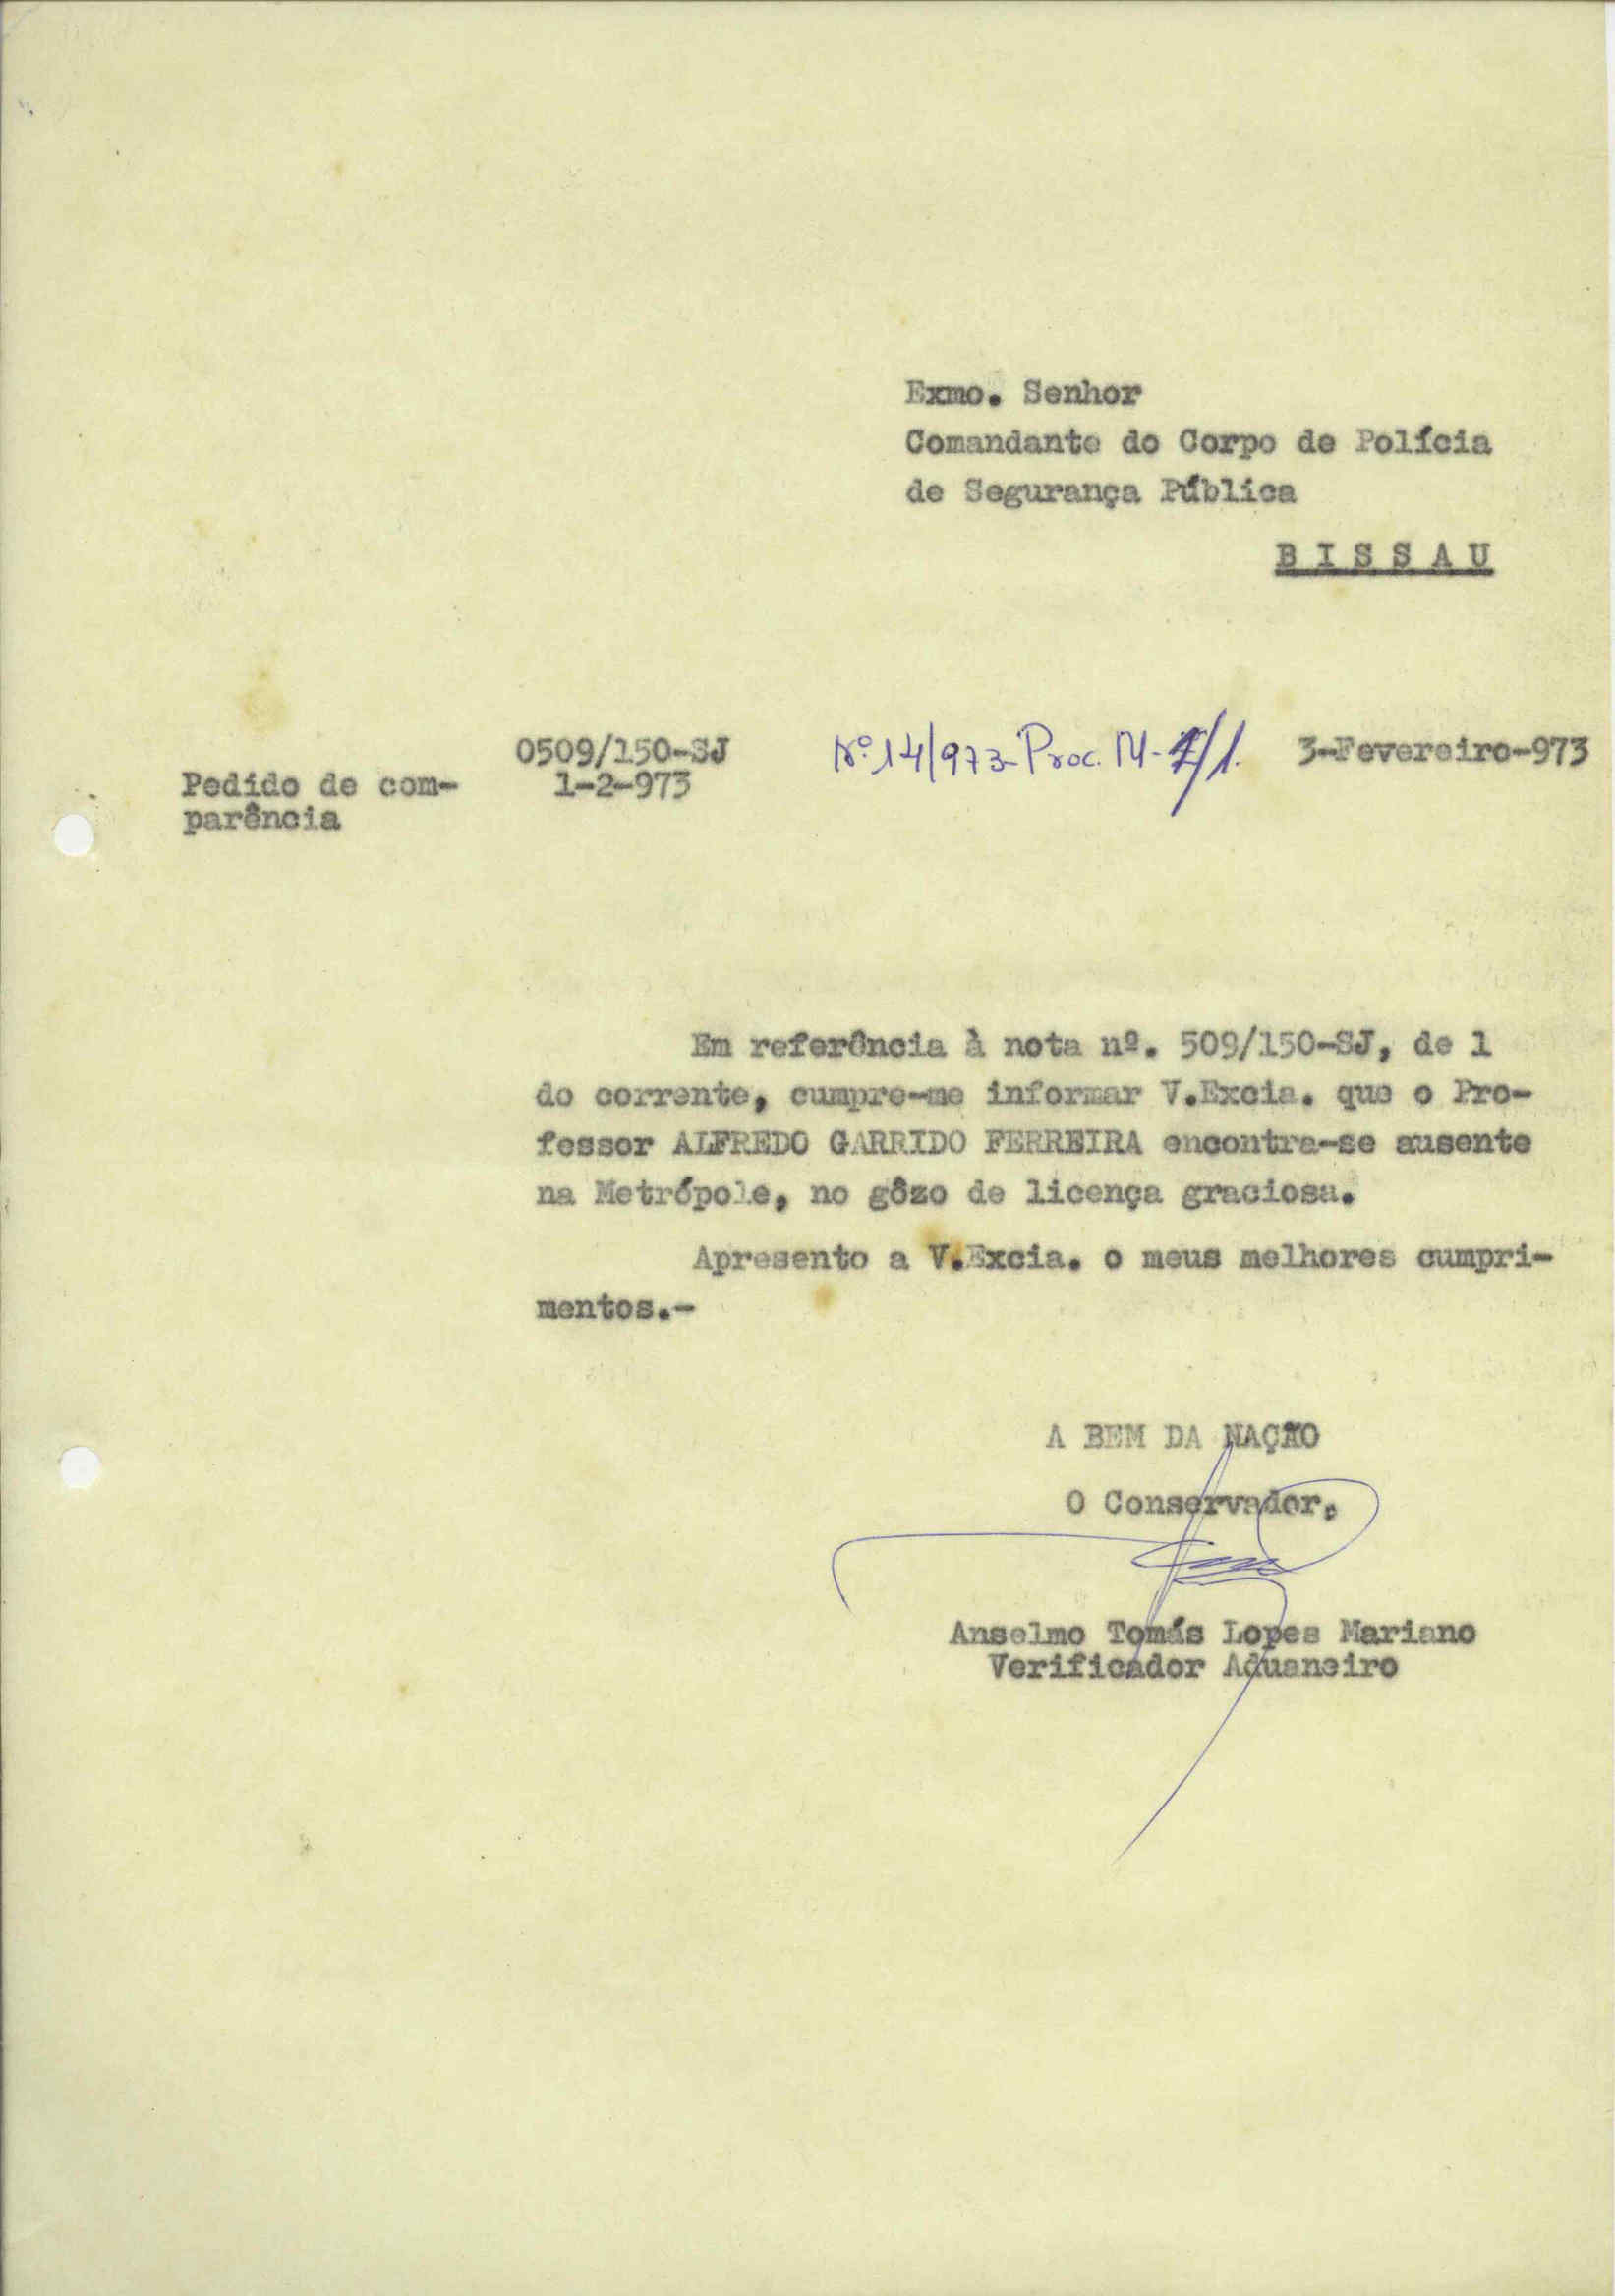 Exmo. Senhor
Comandante do Corpo de Polícia
de Segurança Pública
B I S S A U
0509/150-SJ Nº 14/973-Proc. M- /1. 3-Fevereiro-973
Pedido de com- 1-2-973
parência
Em referência à nota nº. 509/150-SJ, de 1
do corrente, cumpre-me informar V.Excia. que o Pro-
fessor ALFREDO GARRIDO FERREIRA encontra-se ausente
na Metrópole, no gôzo de licença graciosa.
Apresento a V.Excia. o meus melhores cumpri-
mentos.-
A BEM DA NAÇÃO
O Conservador,
Anselmo Tomás Lopes Mariano
Verificador Aduaneiro